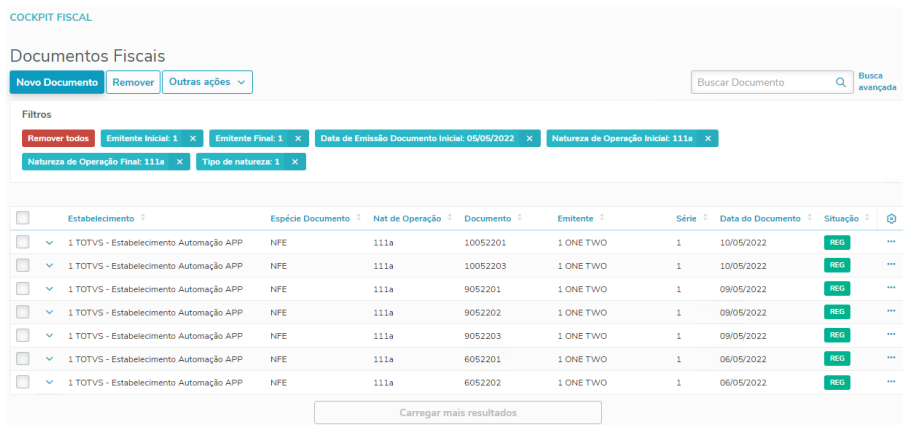 COCKPIT FISCAL
Documentos Fiscais
Novo Documento Remover Outras ações Buscar Documento Busca avançada
Filtros
Remover todos Emitente Inicial: 1 × Emitente Final: 1 × Data de Emissão Documento Inicial: 05/05/2022 × Natureza de Operação Inicial: 111a ×
Natureza de Operação Final: 111a × Tipo de natureza: 1 ×
Estabelecimento Espécie Documento Nat de Operação Documento Emitente Série Data do Documento Situação
1 TOTVS - Estabelecimento Automação APP NFE 111a 10052201 1 ONE TWO 1 10/05/2022 REG
1 TOTVS - Estabelecimento Automação APP NFE 111a 10052203 1 ONE TWO 1 10/05/2022 REG
1 TOTVS - Estabelecimento Automação APP NFE 111a 9052201 1 ONE TWO 1 09/05/2022 REG
1 TOTVS - Estabelecimento Automação APP NFE 111a 9052202 1 ONE TWO 1 09/05/2022 REG
1 TOTVS - Estabelecimento Automação APP NFE 111a 9052203 1 ONE TWO 1 09/05/2022 REG
1 TOTVS - Estabelecimento Automação APP NFE 111a 6052201 1 ONE TWO 1 06/05/2022 REG
1 TOTVS - Estabelecimento Automação APP NFE 111a 6052202 1 ONE TWO 1 06/05/2022 REG
Carregar mais resultados